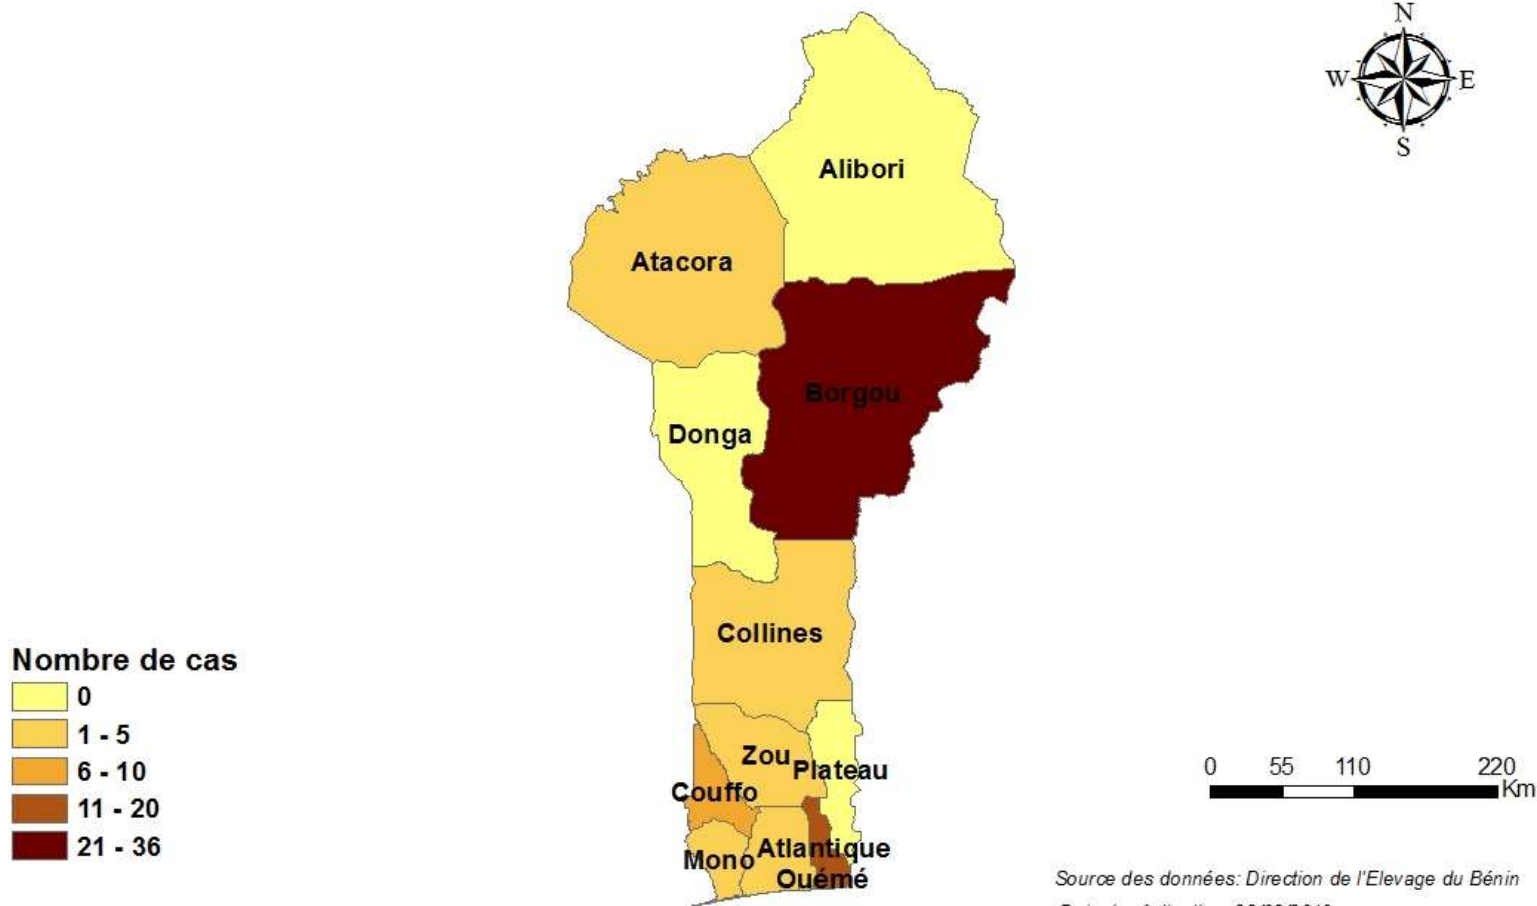 N
W E
S
Alibori
Atacora
Borgou
Donga
Collines
Nombre de cas
0
1 - 5
6 - 10
11 - 20
21 - 36
Zou
Plateau
Couffo
Mono
Atlantique
Ouémé
0 55 110 220
Km
Source des données: Direction de l'Elevage du Bénin